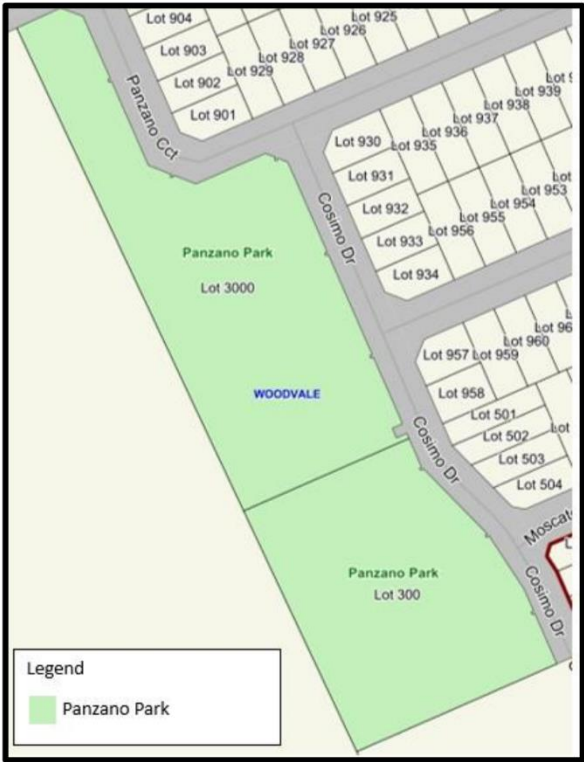 Lot 904
Lot 925
Lot 926
Lot 903
Lot 927
Lot 928
Lot 902
Lot 929
Lot 901
Panzano Cct
Lot 939
Lot 938
Lot 937
Lot 936
Lot 930
Lot 935
Lot 931
Lot 953
Lot 932
Lot 954
Lot 955
Cosimo Dr
Lot 933
Lot 956
Lot 934
Panzano Park
Lot 3000
Lot 960
Lot 957
Lot 959
WOODVALE
Lot 958
Lot 501
Lot
Lot 502
Cosimo Dr
Lot 503
Lot 504
Panzano Park
Lot 300
Cosimo Dr
Legend
Panzano Park